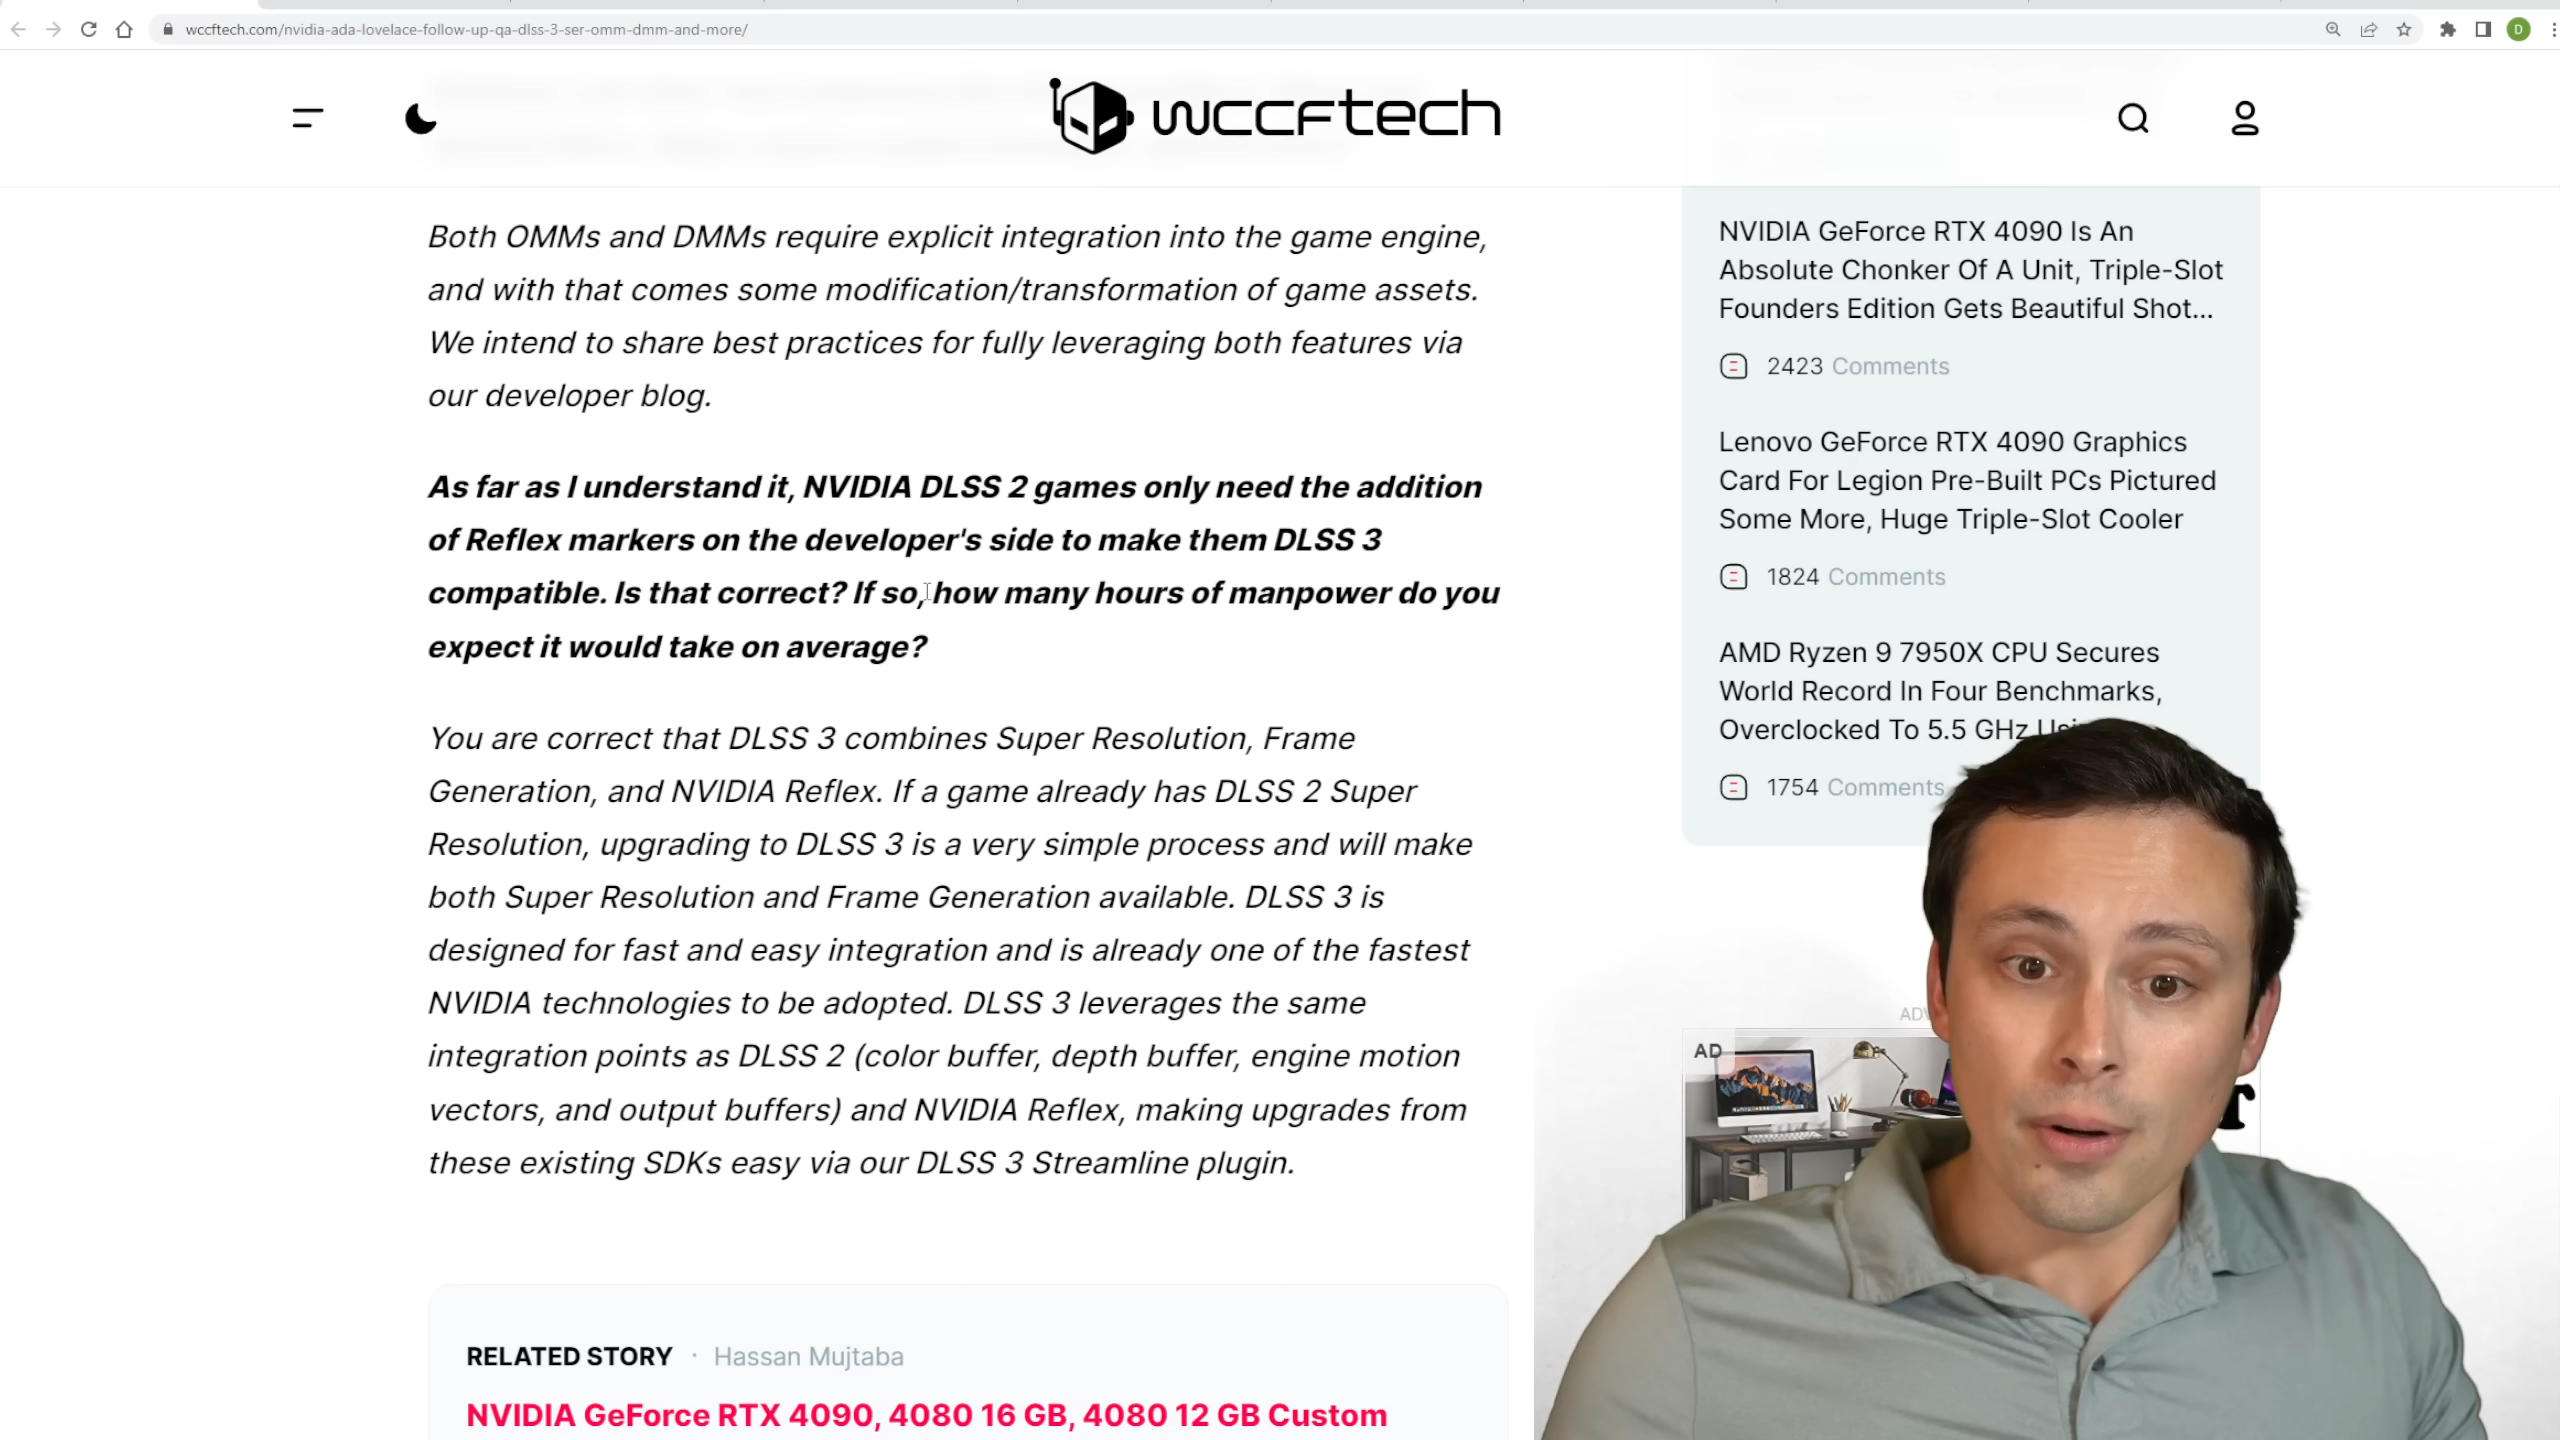 wccftech.com/nvidia-ada-lovelace-follow-up-qa-dlss-3-ser-omm-dmm-and-more/
D
wccftech
Both OMMs and DMMs require explicit integration into the game engine,
and with that comes some modification/transformation of game assets.
We intend to share best practices for fully leveraging both features via
our developer blog.
As far as I understand it, NVIDIA DLSS 2 games only need the addition
of Reflex markers on the developer's side to make them DLSS 3
compatible. Is that correct? If so, how many hours of manpower do you
expect it would take on average?
You are correct that DLSS 3 combines Super Resolution, Frame
Generation, and NVIDIA Reflex. If a game already has DLSS 2 Super
Resolution, upgrading to DLSS 3 is a very simple process and will make
both Super Resolution and Frame Generation available. DLSS 3 is
designed for fast and easy integration and is already one of the fastest
NVIDIA technologies to be adopted. DLSS 3 leverages the same
integration points as DLSS 2 (color buffer, depth buffer, engine motion
vectors, and output buffers) and NVIDIA Reflex, making upgrades from
these existing SDKs easy via our DLSS 3 Streamline plugin.
RELATED STORY · Hassan Mujtaba
NVIDIA GeForce RTX 4090, 4080 16 GB, 4080 12 GB Custom
NVIDIA GeForce RTX 4090 Is An
Absolute Chonker Of A Unit, Triple-Slot
Founders Edition Gets Beautiful Shot...
2423 Comments
Lenovo GeForce RTX 4090 Graphics
Card For Legion Pre-Built PCs Pictured
Some More, Huge Triple-Slot Cooler
1824 Comments
AMD Ryzen 9 7950X CPU Secures
World Record In Four Benchmarks,
Overclocked To 5.5 GHz
1754 Comments
AD
r